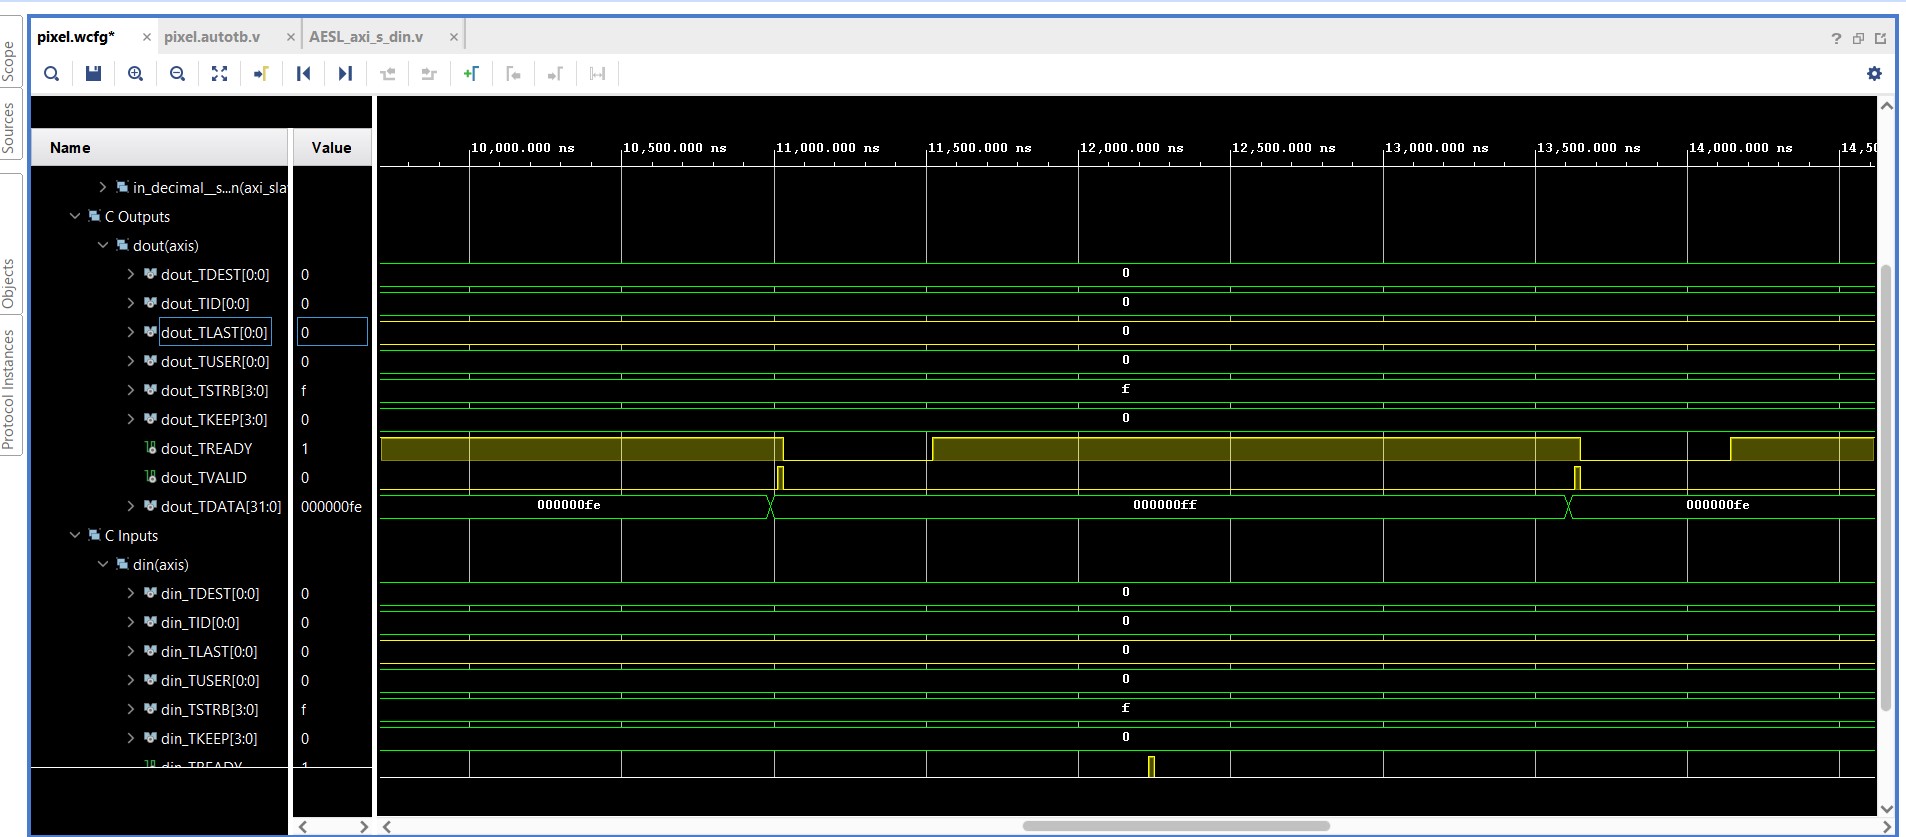 Scope
Sources
Objects
Protocol Instances
pixel.wcfg* × pixel.autotb.v × AESL_axi_s_din.v ×
?
Name Value
10,000.000 ns 10,500.000 ns 11,000.000 ns 11,500.000 ns 12,000.000 ns 12,500.000 ns 13,000.000 ns 13,500.000 ns 14,000.000 ns 14,50
in_decimal__s...n(axi_sla
C Outputs
dout(axis)
dout_TDEST[0:0] 0 0
dout_TID[0:0] 0 0
dout_TLAST[0:0] 0 0
dout_TUSER[0:0] 0 0
dout_TSTRB[3:0] f f
dout_TKEEP[3:0] 0 0
dout_TREADY 1
dout_TVALID 0
dout_TDATA[31:0] 000000fe 000000fe 000000ff 000000fe
C Inputs
din(axis)
din_TDEST[0:0] 0 0
din_TID[0:0] 0 0
din_TLAST[0:0] 0 0
din_TUSER[0:0] 0 0
din_TSTRB[3:0] f f
din_TKEEP[3:0] 0 0
din_TREADY 1